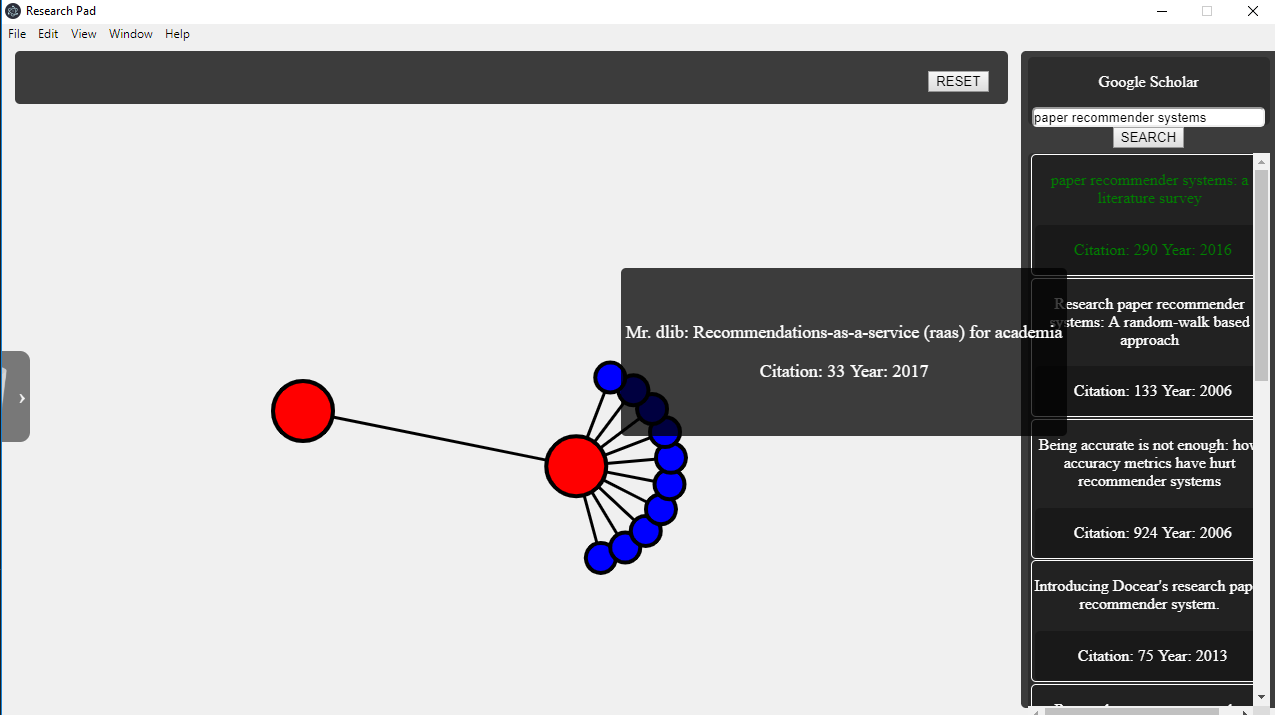 Research Pad
File Edit View Window Help
RESET
Google Scholar
paper recommender systems
SEARCH
paper recommender systems: a
literature survey
Citation: 290 Year: 2016
Research paper recommender
systems: A random-walk based
approach
Citation: 133 Year: 2006
Being accurate is not enough: how
accuracy metrics have hurt
recommender systems
Citation: 924 Year: 2006
Introducing Docear's research pap
recommender system.
Citation: 75 Year: 2013
Mr. dlib: Recommendations-as-a-service (raas) for academia
Citation: 33 Year: 2017